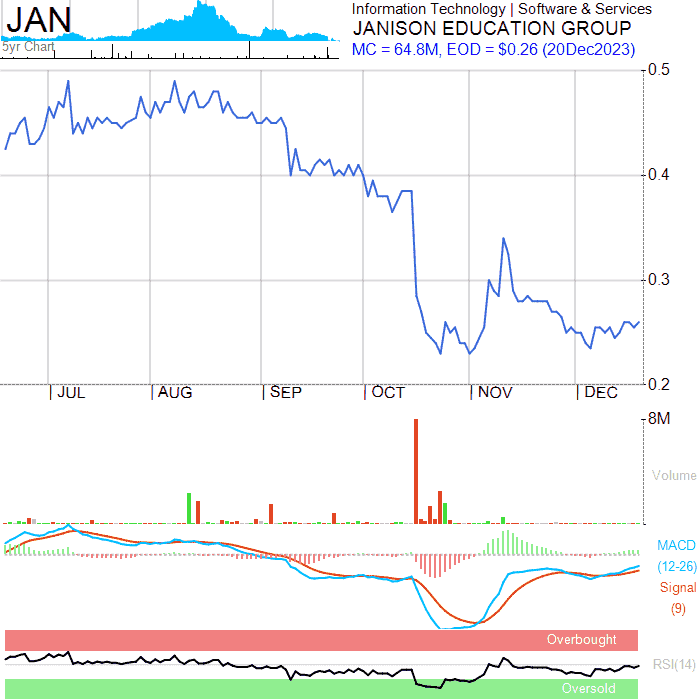 JAN
5yr Chart
Information Technology | Software & Services
JANISON EDUCATION GROUP
MC = 64.8M, EOD = $0.26 (20Dec2023)
0.5
0.4
0.3
0.2
JUL AUG SEP OCT NOV DEC
8M
Volume
MACD
(12-26)
Signal
(9)
Overbought
RSI(14)
Oversold